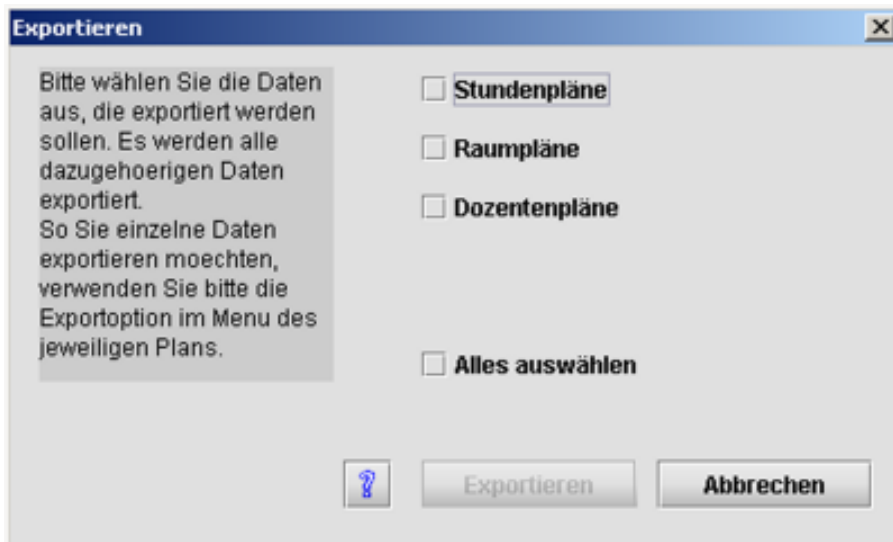 Exportieren
Bitte wählen Sie die Daten
aus, die exportiert werden
sollen. Es werden alle
dazugehoerigen Daten
exportiert.
So Sie einzelne Daten
exportieren moechten,
verwenden Sie bitte die
Exportoption im Menu des
jeweiligen Plans.
Stundenpläne
Raumpläne
Dozentenpläne
Alles auswählen
?
Exportieren
Abbrechen